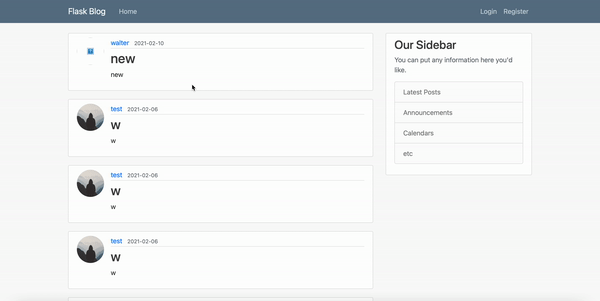 Flask Blog Home Login Register
walter 2021-02-10
new
new
test 2021-02-06
w
w
test 2021-02-06
w
w
test 2021-02-06
w
w
Our Sidebar
You can put any information here you'd
like.
Latest Posts
Announcements
Calendars
etc